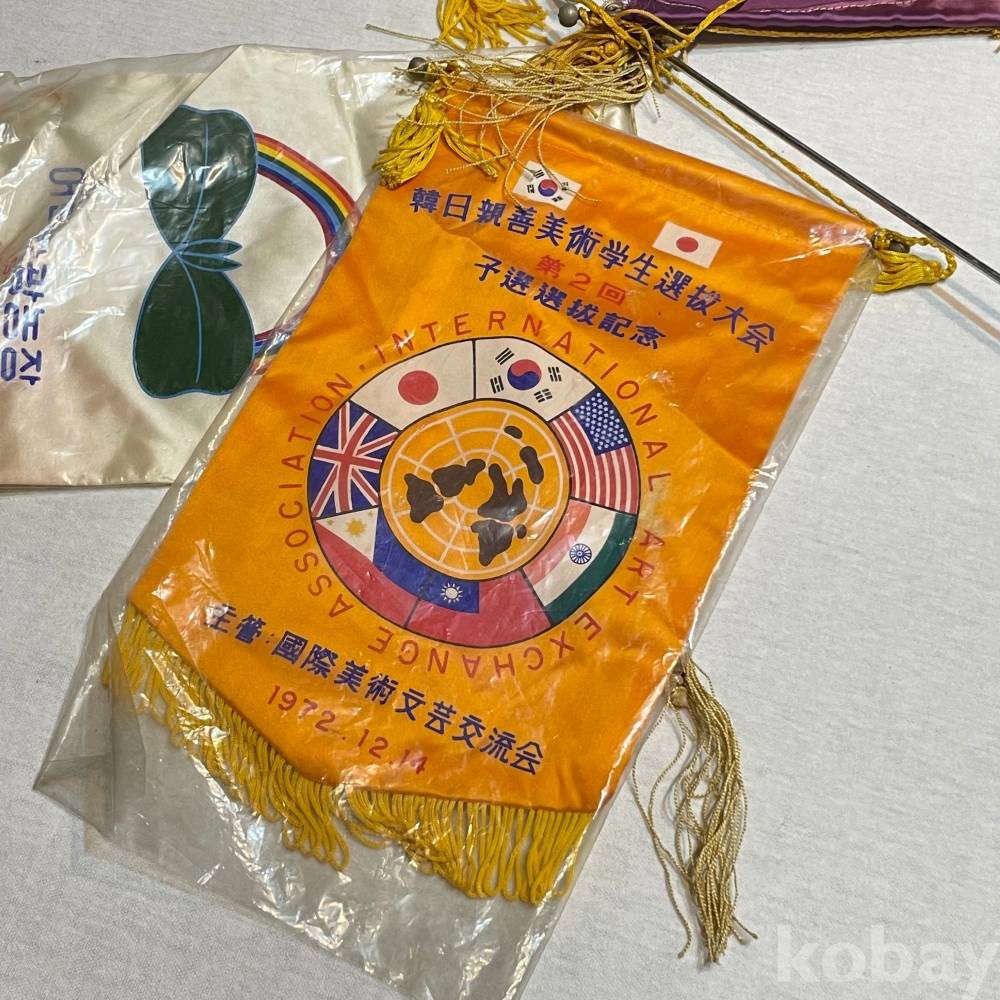 韓日親善美術学生選拔大会
第2回
予選選拔記念
INTERNATIONAL ART EXCHANGE ASSOCIATION.
主管:國際美術文芸交流会
1972.12.14
kobay